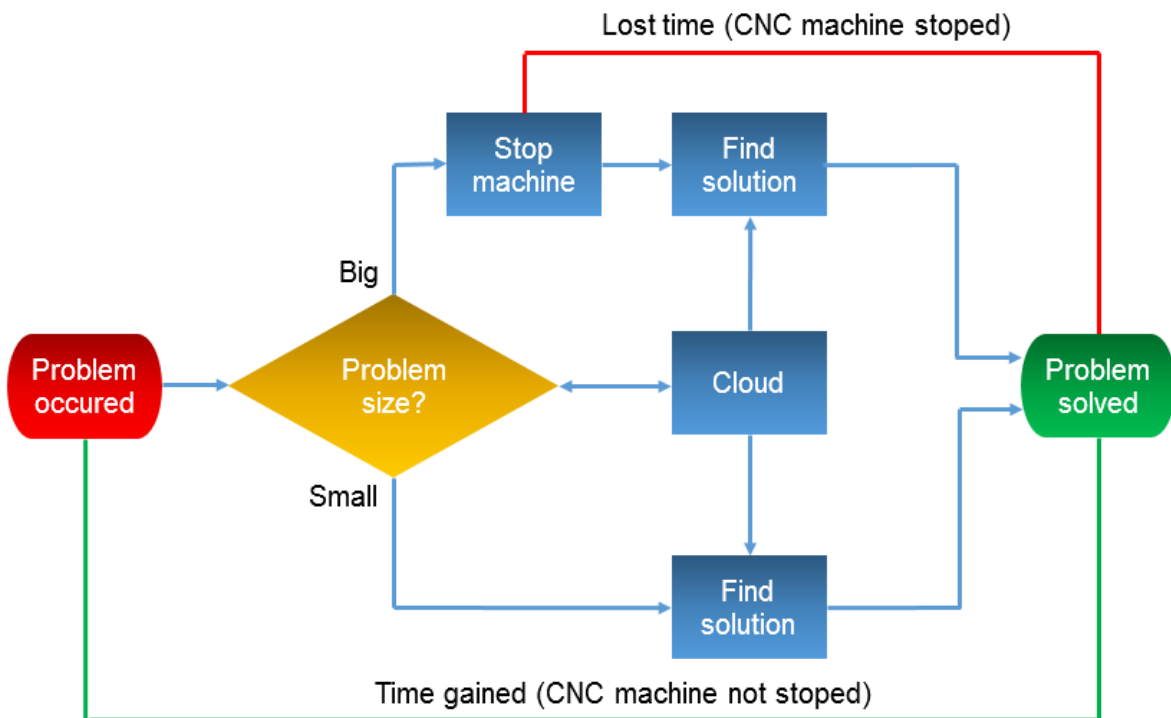 Lost time (CNC machine stoped)
Stop
machine
Find
solution
Big
Problem
occured
Problem
size?
Cloud
Problem
solved
Small
Find
solution
Time gained (CNC machine not stoped)